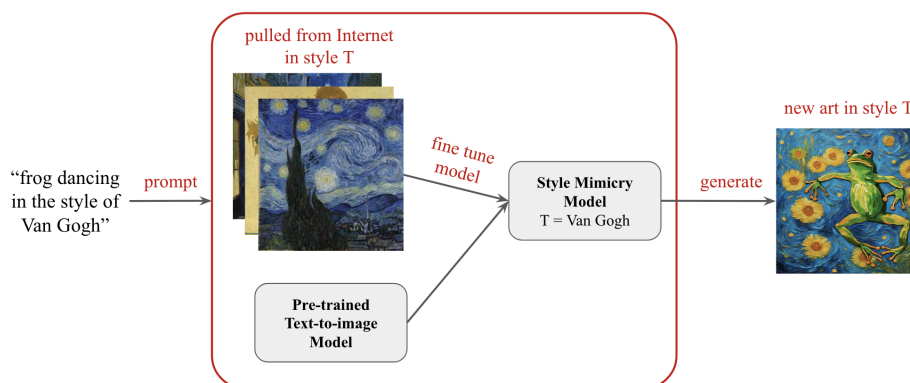 pulled from Internet
in style T
“frog dancing
in the style of
Van Gogh”
prompt
fine tune
model
Style Mimicry
Model
T = Van Gogh
generate
new art in style T
Pre-trained
Text-to-image
Model